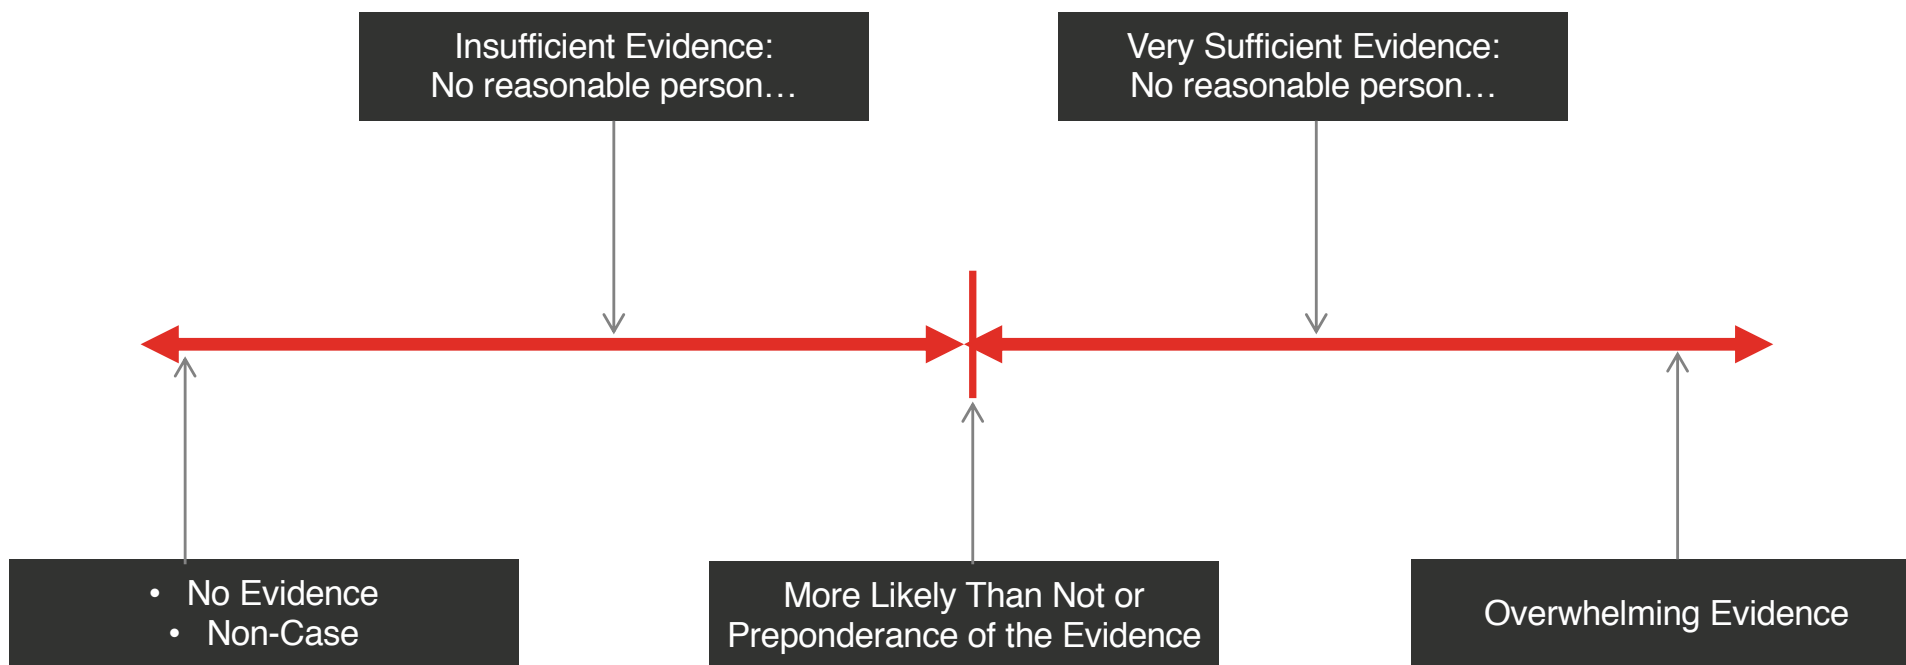 Insufficient Evidence:
No reasonable person…
Very Sufficient Evidence:
No reasonable person…
• No Evidence
• Non-Case
More Likely Than Not or
Preponderance of the Evidence
Overwhelming Evidence